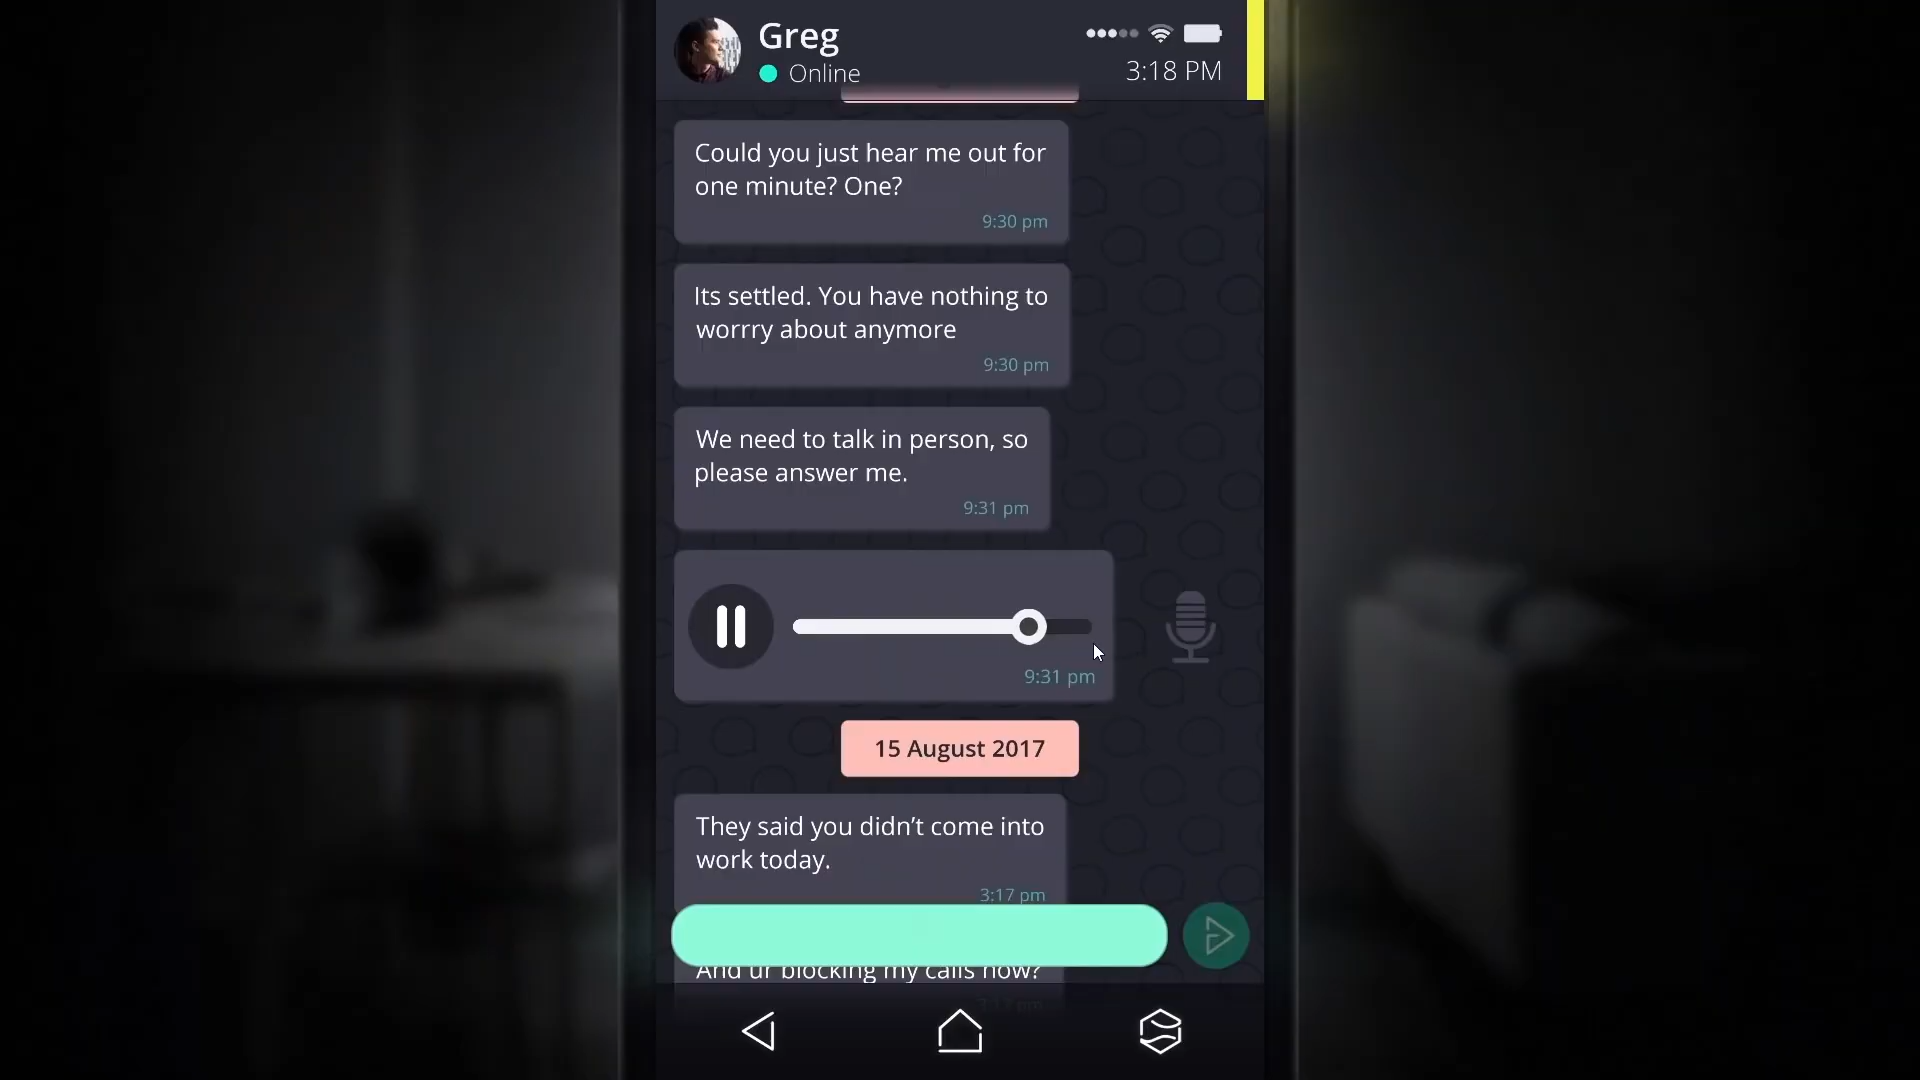 Greg
Online
3:18 PM
Could you just hear me out for
one minute? One?
9:30 pm
Its settled. You have nothing to
worrry about anymore
9:30 pm
We need to talk in person, so
please answer me.
9:31 pm
9:31 pm
15 August 2017
They said you didn’t come into
work today.
3:17 pm
And ur blocking my calls now?
3:17 pm